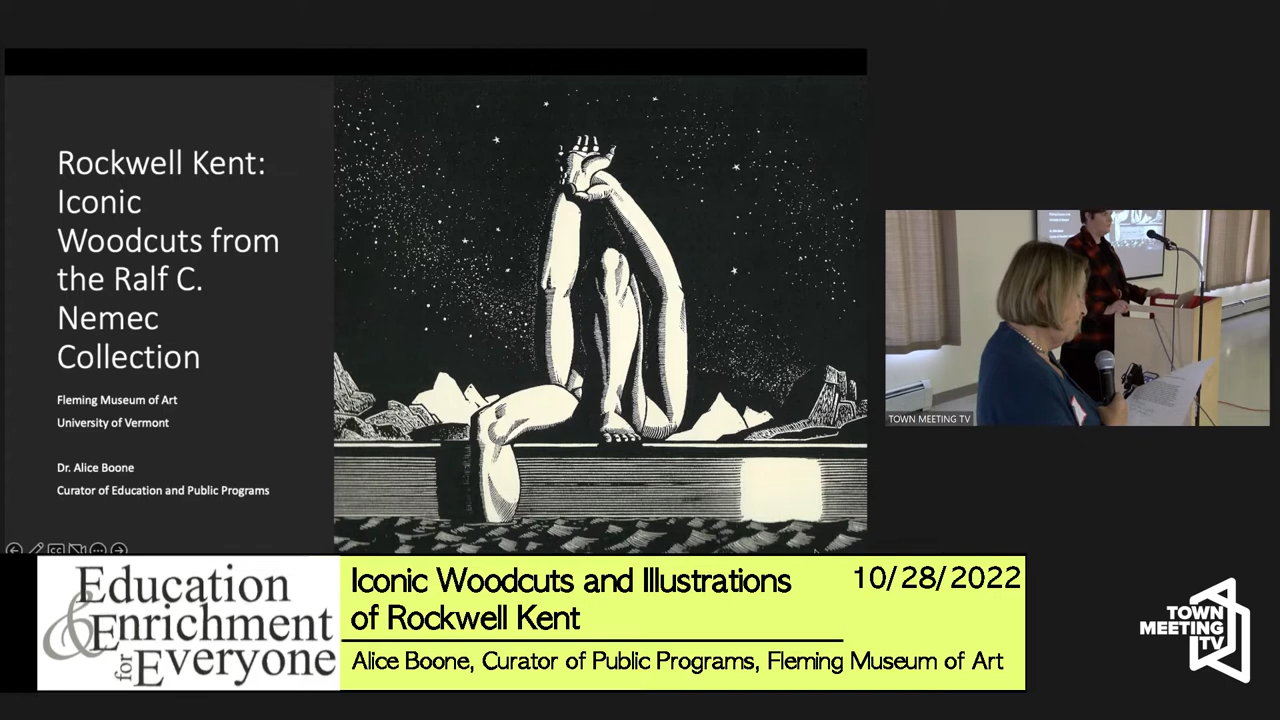 Rockwell Kent:
Iconic
Woodcuts from
the Ralf C.
Nemec
Collection
Fleming Museum of Art
University of Vermont
Dr. Alice Boone
Curator of Education and Public Programs
TOWN MEETING TV
Education
& Enrichment
for Everyone
Iconic Woodcuts and Illustrations
of Rockwell Kent
10/28/2022
Alice Boone, Curator of Public Programs, Fleming Museum of Art
TOWN
MEETING
TV